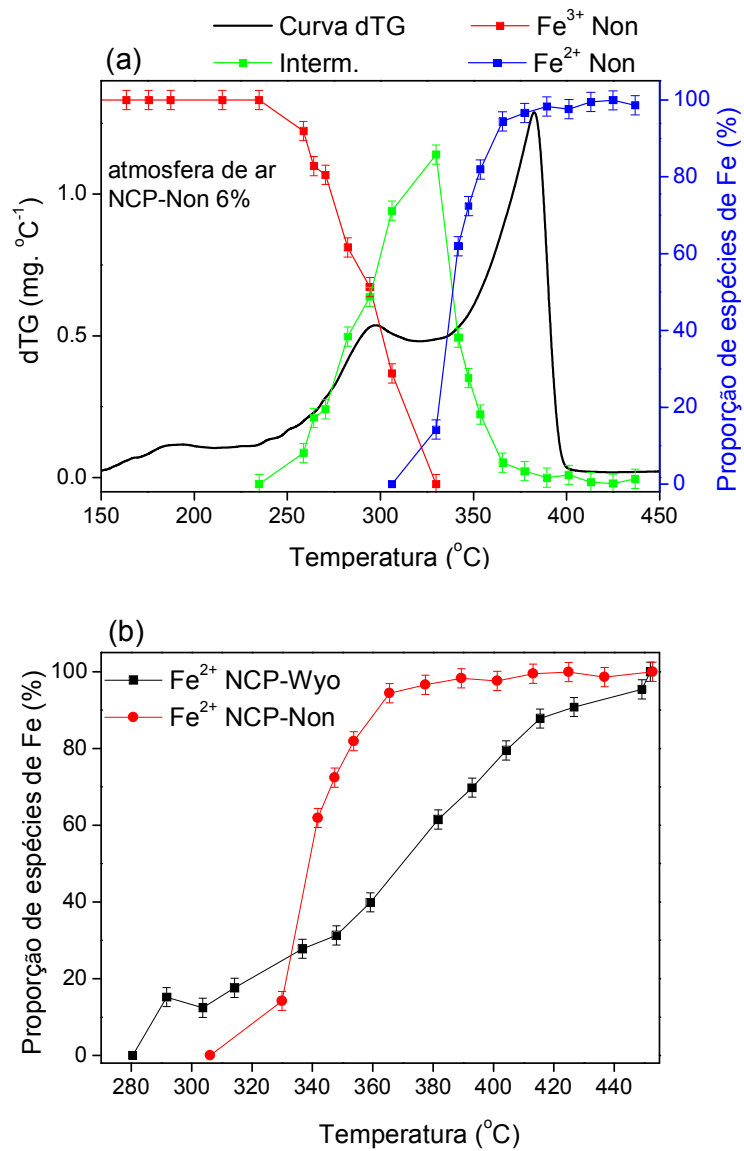 Curva dTG
Fe³⁺ Non
Interm.
Fe²⁺ Non
(a)
atmosfera de ar
NCP-Non 6%
1.0
0.5
0.0
dTG (mg. °C⁻¹)
100
80
60
40
20
0
Proporção de espécies de Fe (%)
150 200 250 300 350 400 450
Temperatura (°C)
(b)
Fe²⁺ NCP-Wyo
Fe²⁺ NCP-Non
100
80
60
40
20
0
Proporção de espécies de Fe (%)
280 300 320 340 360 380 400 420 440
Temperatura (°C)